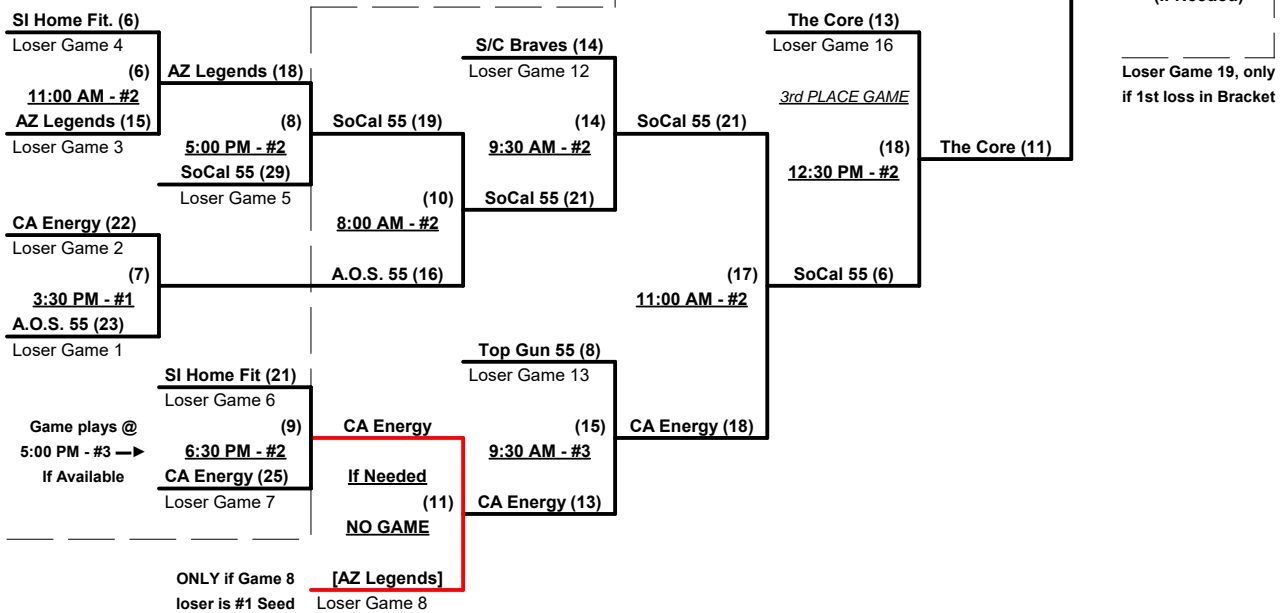 SI Home Fit. (6)
Loser Game 4
(6)
11:00 AM - #2
AZ Legends (15)
Loser Game 3
AZ Legends (18)
(8)
5:00 PM - #2
SoCal 55 (29)
Loser Game 5
CA Energy (22)
Loser Game 2
(7)
3:30 PM - #1
A.O.S. 55 (23)
Loser Game 1
SoCal 55 (19)
(10)
8:00 AM - #2
A.O.S. 55 (16)
SI Home Fit (21)
Loser Game 6
(9)
6:30 PM - #2
CA Energy (25)
Loser Game 7
Game plays @
5:00 PM - #3
If Available
CA Energy
If Needed
(11)
NO GAME
[AZ Legends]
Loser Game 8
ONLY if Game 8
loser is #1 Seed
S/C Braves (14)
Loser Game 12
(14)
9:30 AM - #2
SoCal 55 (21)
Top Gun 55 (8)
Loser Game 13
(15)
9:30 AM - #3
CA Energy (13)
SoCal 55 (21)
(17)
11:00 AM - #2
CA Energy (18)
The Core (13)
Loser Game 16
3rd PLACE GAME
(18)
12:30 PM - #2
SoCal 55 (6)
The Core (11)
Loser Game 19, only
if 1st loss in Bracket